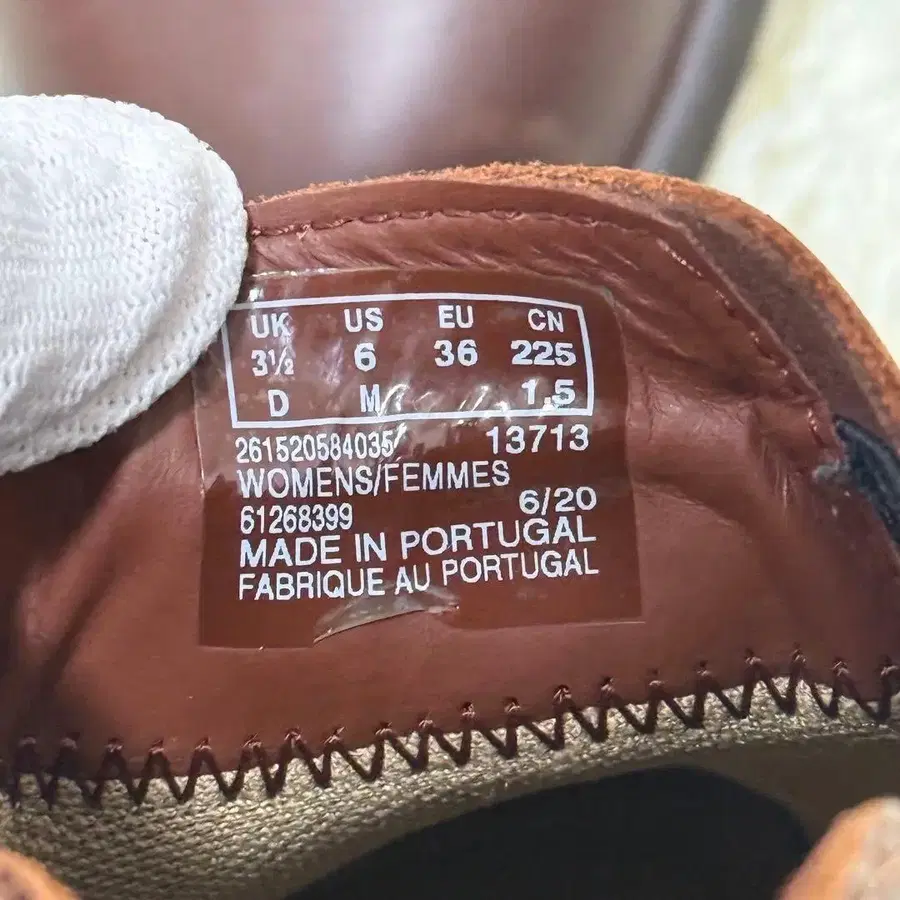 UK US EU CN
3½ 6 36 225
D M 1.5
261520584035 13713
WOMENS/FEMMES
61268399 6/20
MADE IN PORTUGAL
FABRIQUE AU PORTUGAL